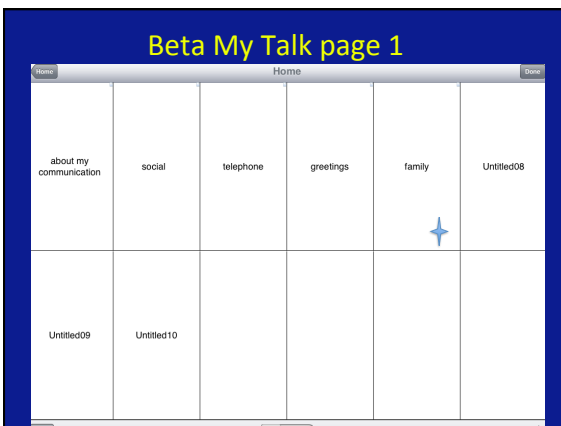 Beta My Talk page 1
Home
Home
Done
about my
communication
social
telephone
greetings
family
Untitled08
Untitled09
Untitled10